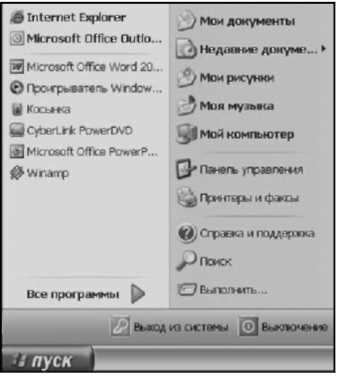 Internet Explorer
Microsoft Office Outlo...
Microsoft Office Word 20...
Проигрыватель Window...
Косынка
CyberLink PowerDVD
Microsoft Office PowerP...
Winamp
Все программы
Мои документы
Недавние докуме...
Мои рисунки
Моя музыка
Мой компьютер
Панель управления
Принтеры и факсы
Справка и поддержка
Поиск
Выполнить...
Выход из системы
Выключение
пуск